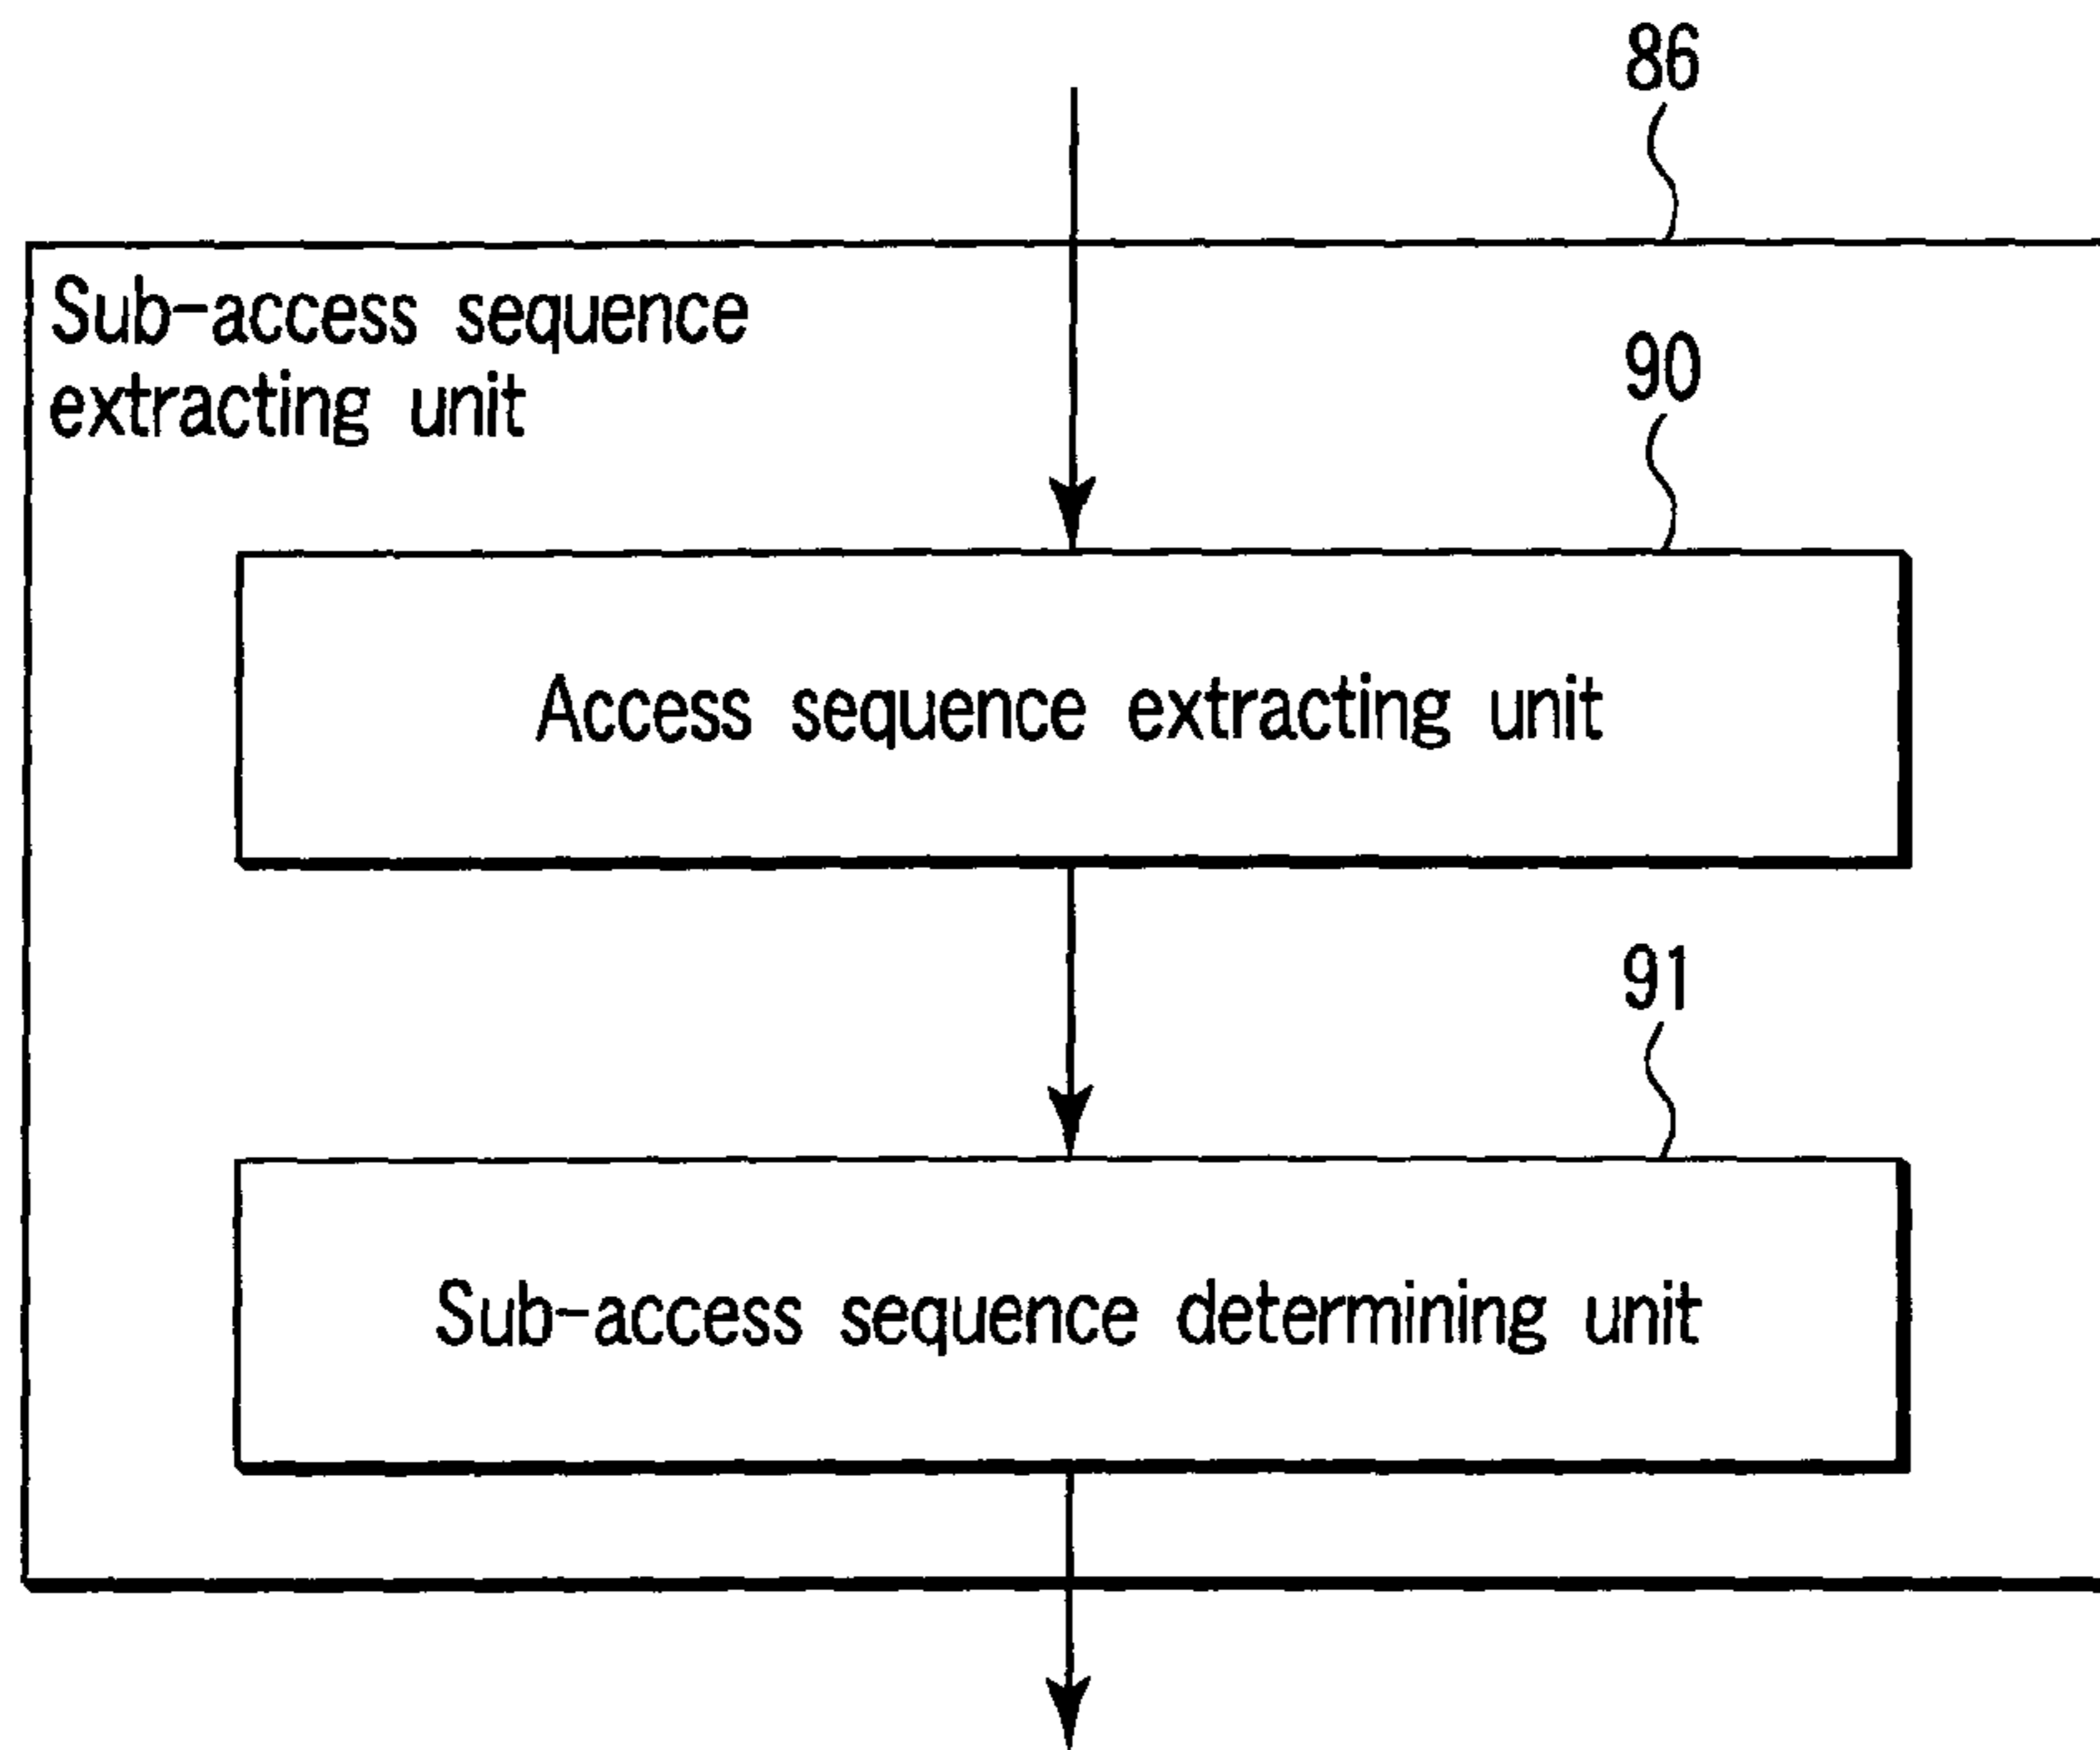 86
Sub-access sequence
extracting unit
90
Access sequence extracting unit
91
Sub-access sequence determining unit